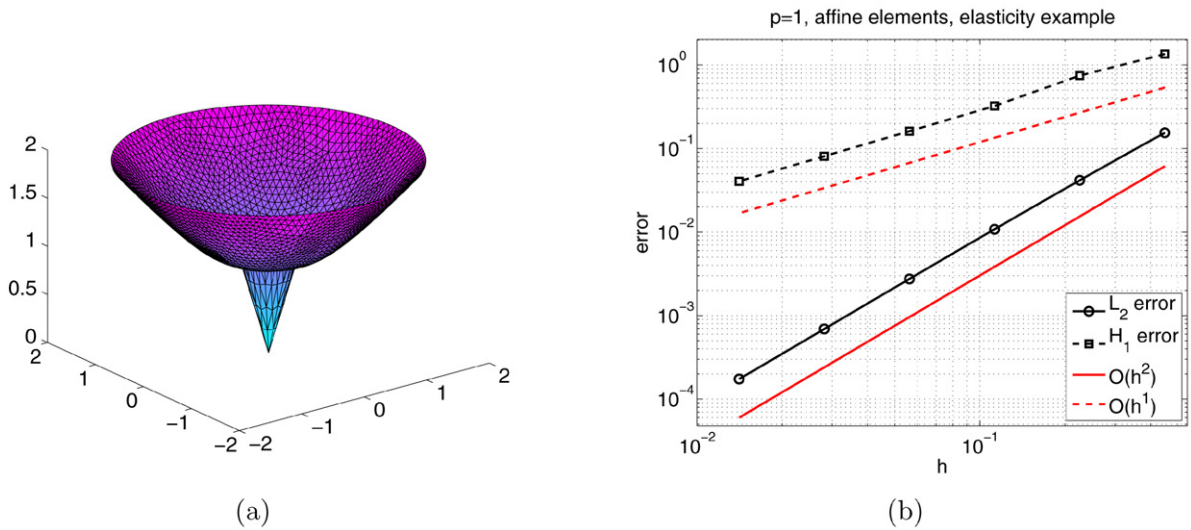 p=1, affine elements, elasticity example
2
1.5
1
0.5
0
2
1
0
−1
−2
−2
−1
0
1
2
10^0
10^-1
10^-2
10^-3
10^-4
error
10^-2
10^-1
h
L_2 error
H_1 error
O(h^2)
O(h^1)
(a)
(b)